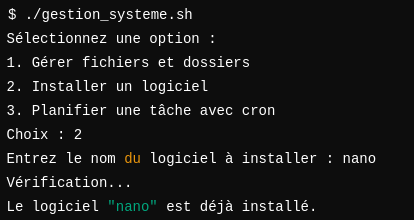 $ ./gestion_systeme.sh
Sélectionnez une option :
1. Gérer fichiers et dossiers
2. Installer un logiciel
3. Planifier une tâche avec cron
Choix : 2
Entrez le nom du logiciel à installer : nano
Vérification...
Le logiciel "nano" est déjà installé.